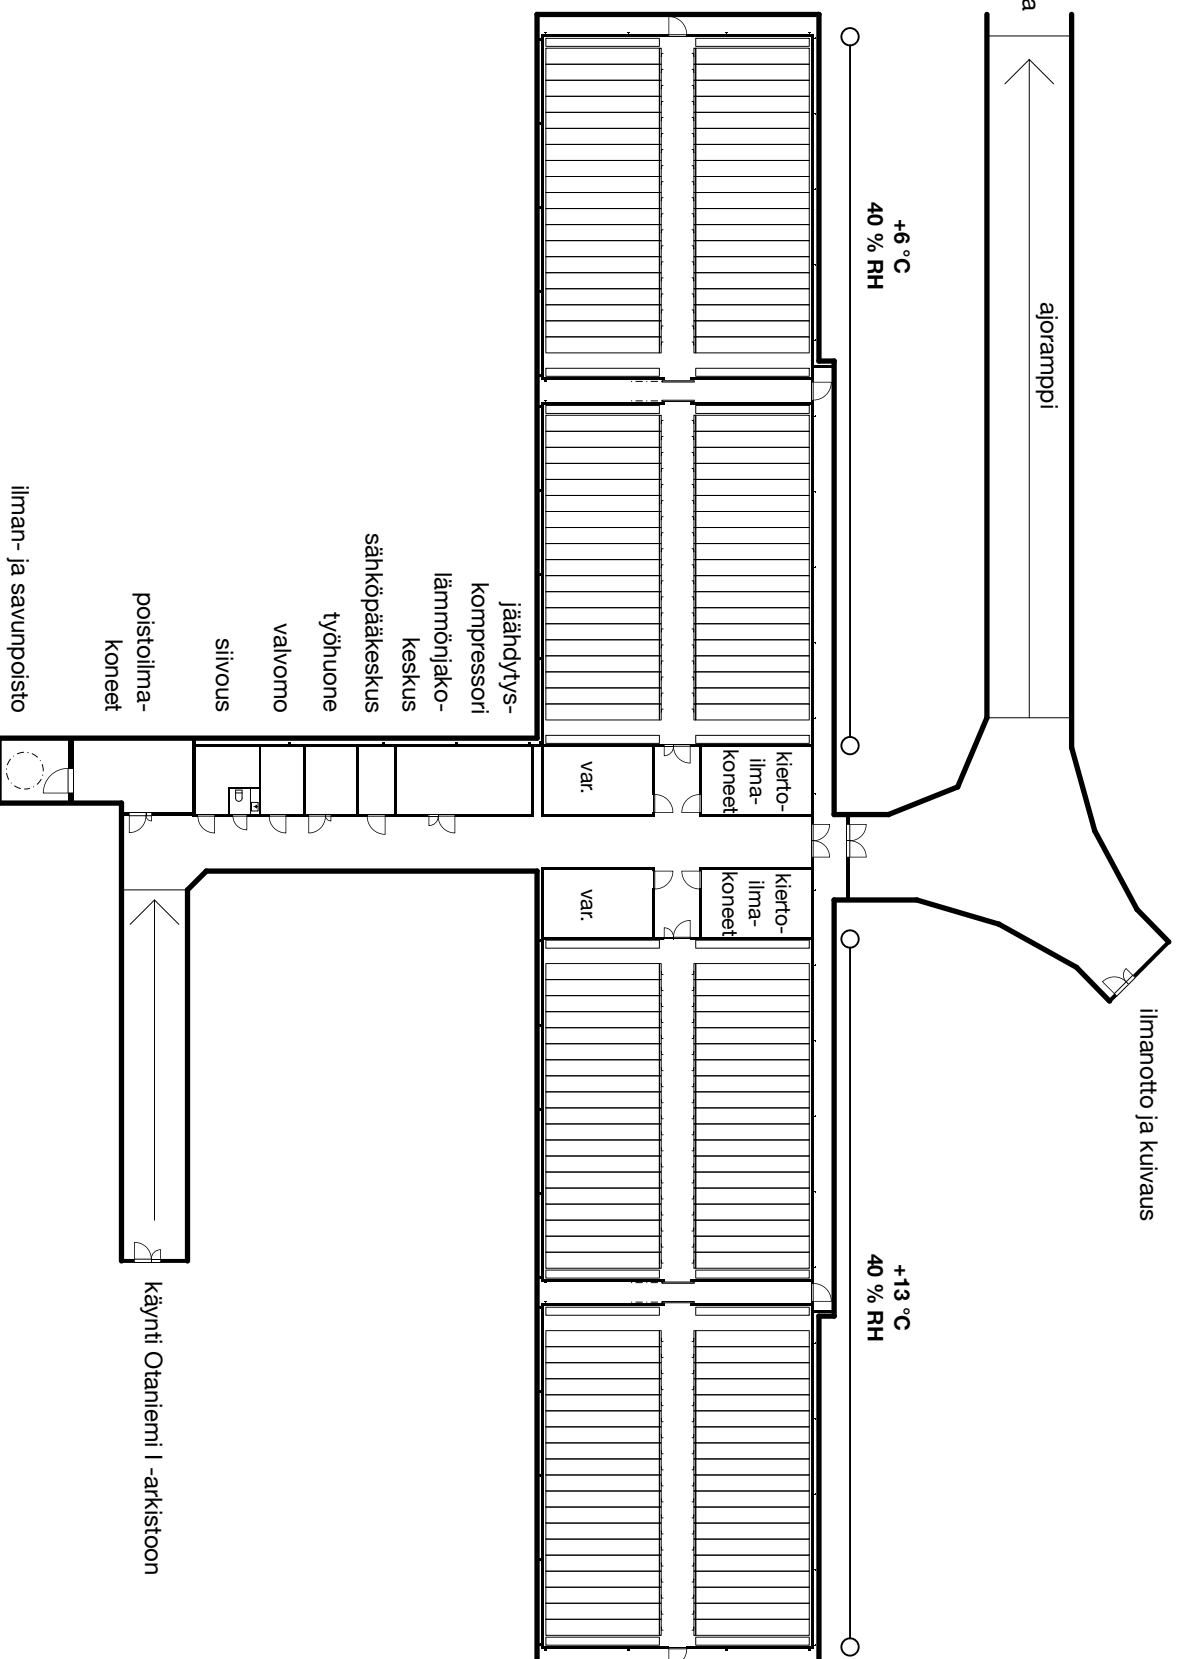 a
ajoramppi
+6 °C
40 % RH
ilmanotto ja kuivaus
+13 °C
40 % RH
kierto-
ilma-
koneet
kierto-
ilma-
koneet
var.
var.
jäähdytys-
kompressori
lämmönjako-
keskus
sähköpääkeskus
työhuone
valvomo
siivous
poistoilma-
koneet
ilman- ja savunpoisto
käynti Otaniemi I -arkistoon